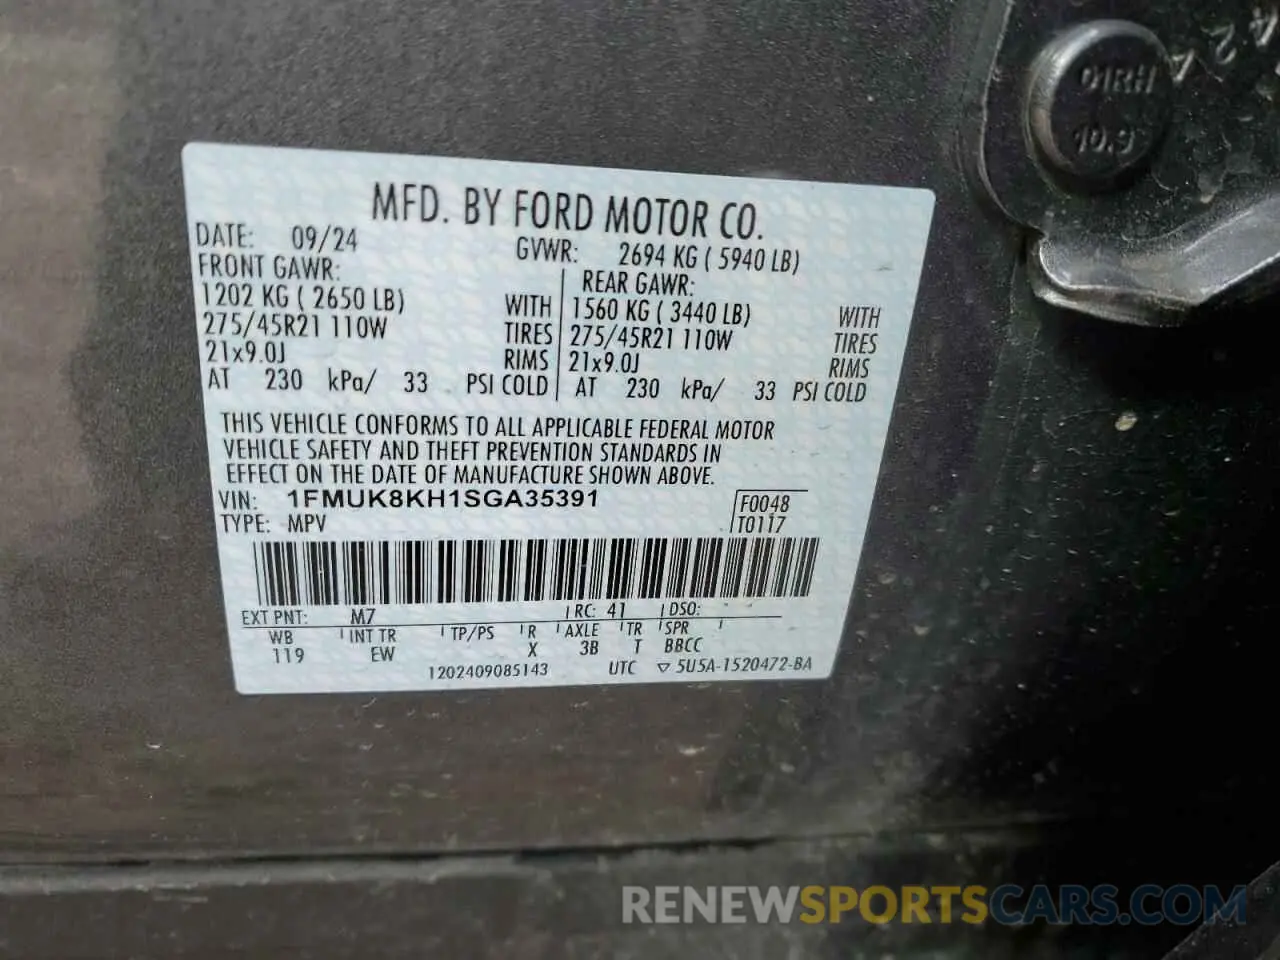 MFD. BY FORD MOTOR CO.
DATE: 09/24 GVWR: 2694 KG ( 5940 LB)
FRONT GAWR: REAR GAWR:
1202 KG ( 2650 LB) WITH 1560 KG ( 3440 LB) WITH
275/45R21 110W TIRES 275/45R21 110W TIRES
21x9.0J RIMS 21x9.0J RIMS
AT 230 kPa/ 33 PSI COLD AT 230 kPa/ 33 PSI COLD
THIS VEHICLE CONFORMS TO ALL APPLICABLE FEDERAL MOTOR
VEHICLE SAFETY AND THEFT PREVENTION STANDARDS IN
EFFECT ON THE DATE OF MANUFACTURE SHOWN ABOVE.
VIN: 1FMUK8KH1SGA35391 F0048
TYPE: MPV T0117
EXT PNT: M7 RC: 41 DSO:
WB INT TR TP/PS R AXLE TR SPR
119 EW X 3B T BBCC
1202409085143 UTC ▽ 5U5A-1520472-BA
01RH
10.9
RENEWSPORTSCARS.COM